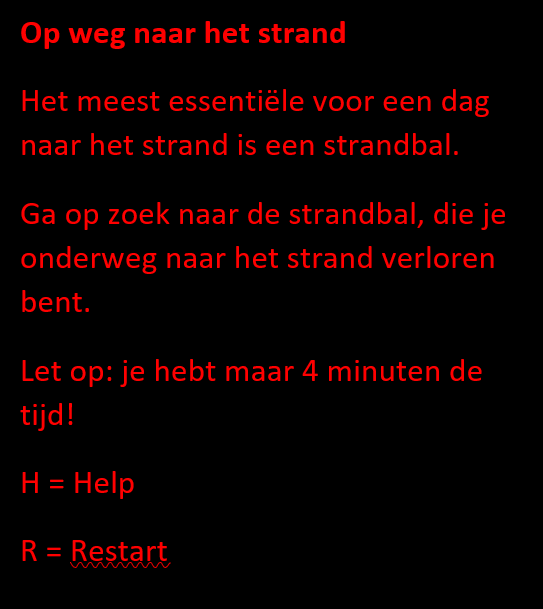 Op weg naar het strand
Het meest essentiële voor een dag
naar het strand is een strandbal.
Ga op zoek naar de strandbal, die je
onderweg naar het strand verloren
bent.
Let op: je hebt maar 4 minuten de
tijd!
H = Help
R = Restart